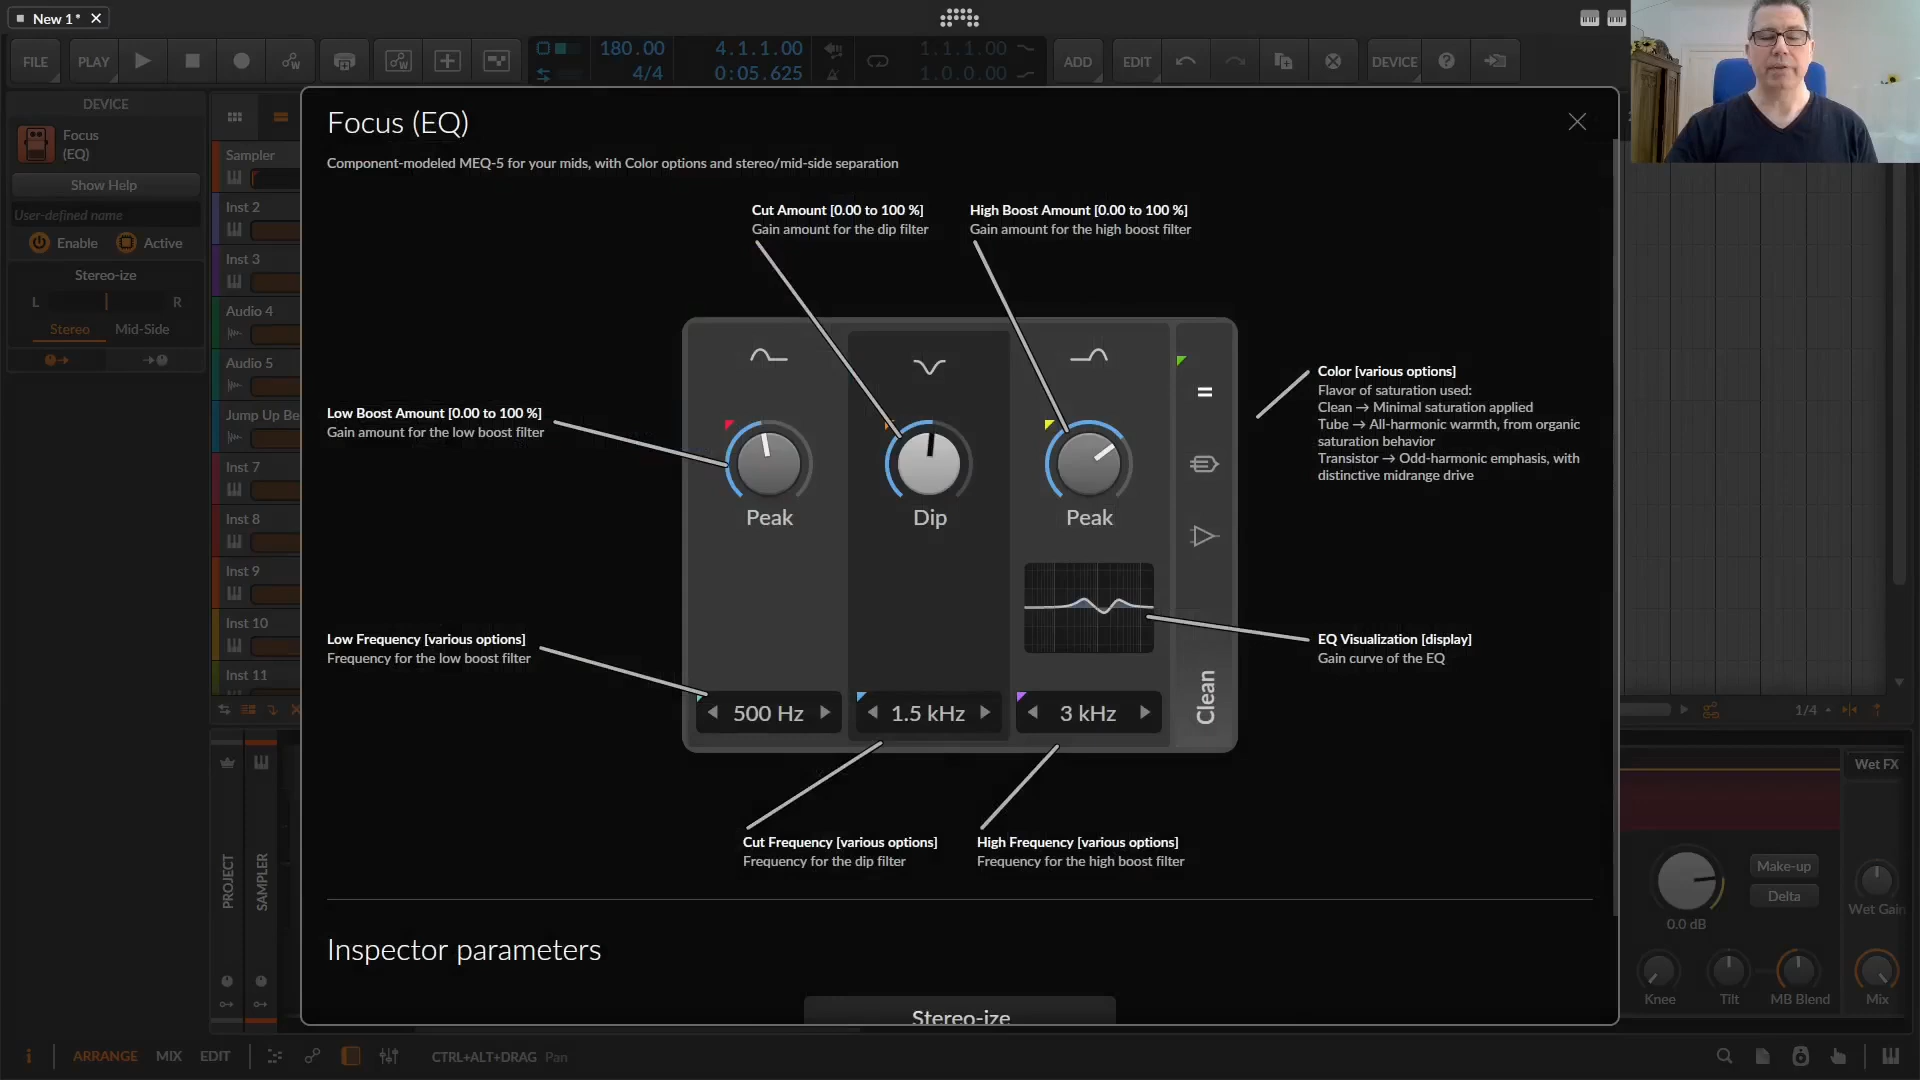 New 1 *
FILE
PLAY
180.00
4/4
4.1.1.00
0:05.625
1.1.1.00
1.0.0.00
ADD
EDIT
DEVICE
DEVICE
Focus
(EQ)
Show Help
User-defined name
Enable
Active
Stereo-ize
L
R
Stereo
Mid-Side
Sampler
Inst 2
Inst 3
Audio 4
Audio 5
Jump Up Be
Inst 7
Inst 8
Inst 9
Inst 10
Inst 11
Focus (EQ)
Component-modeled MEQ-5 for your mids, with Color options and stereo/mid-side separation
Cut Amount [0.00 to 100 %]
Gain amount for the dip filter
High Boost Amount [0.00 to 100 %]
Gain amount for the high boost filter
Low Boost Amount [0.00 to 100 %]
Gain amount for the low boost filter
Color [various options]
Flavor of saturation used:
Clean → Minimal saturation applied
Tube → All-harmonic warmth, from organic
saturation behavior
Transistor → Odd-harmonic emphasis, with
distinctive midrange drive
Peak
Dip
Peak
Low Frequency [various options]
Frequency for the low boost filter
EQ Visualization [display]
Gain curve of the EQ
500 Hz
1.5 kHz
3 kHz
Clean
Cut Frequency [various options]
Frequency for the dip filter
High Frequency [various options]
Frequency for the high boost filter
Inspector parameters
Stereo-ize
1/4
PROJECT
SAMPLER
Wet FX
Make-up
Delta
0.0 dB
Wet Gain
Knee
Tilt
MB Blend
Mix
i
ARRANGE
MIX
EDIT
CTRL+ALT+DRAG Pan